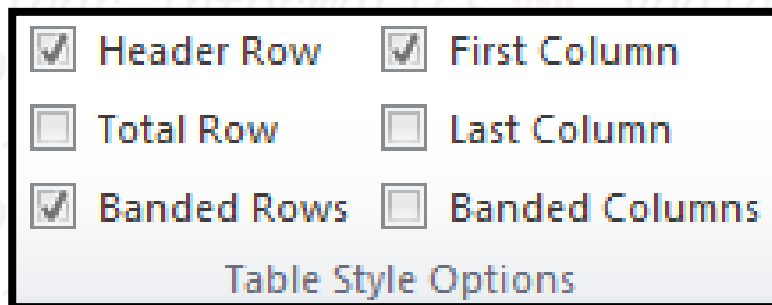 Header Row First Column
Total Row Last Column
Banded Rows Banded Columns
Table Style Options